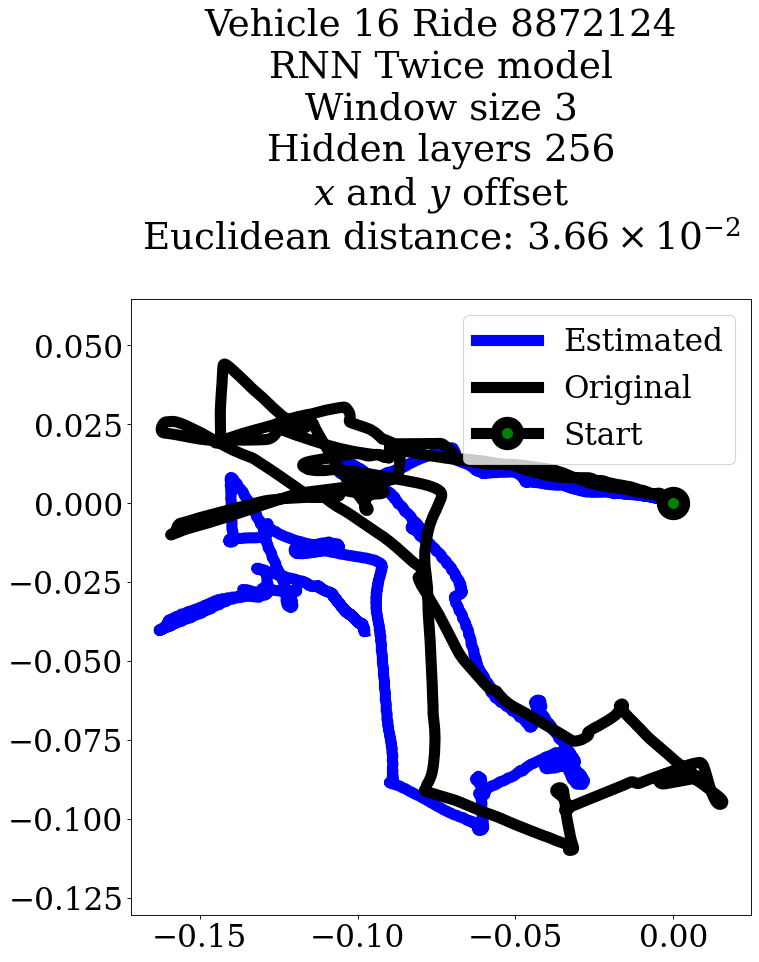 Vehicle 16 Ride 8872124
RNN Twice model
Window size 3
Hidden layers 256
x and y offset
Euclidean distance: 3.66 × 10⁻²
Estimated
Original
Start
0.050
0.025
0.000
−0.025
−0.050
−0.075
−0.100
−0.125
−0.15 −0.10 −0.05 0.00